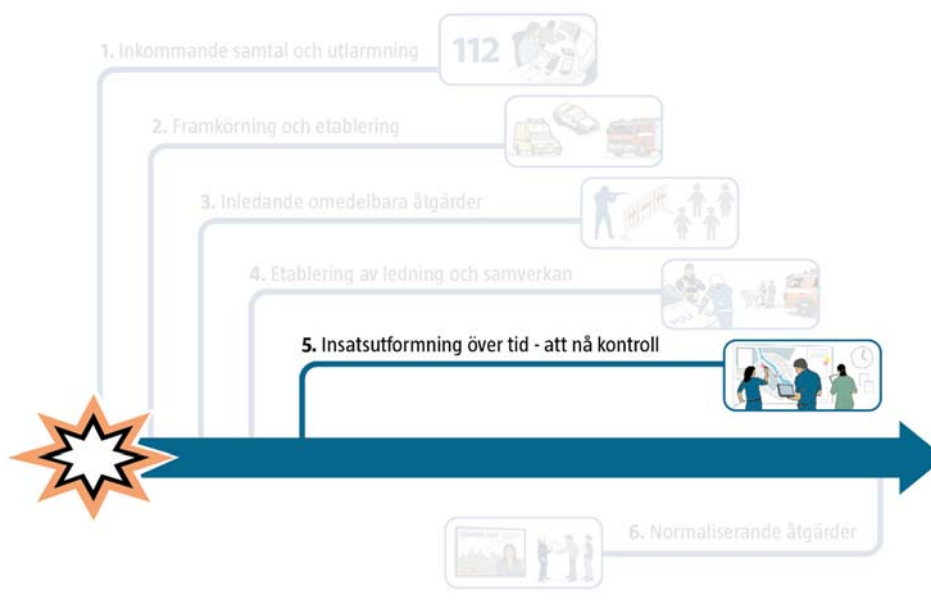 1. Inkommande samtal och utlarmning
112
2. Framkörning och etablering
3. Inledande omedelbara åtgärder
4. Etablering av ledning och samverkan
5. Insatsutformning över tid - att nå kontroll
6. Normaliserande åtgärder